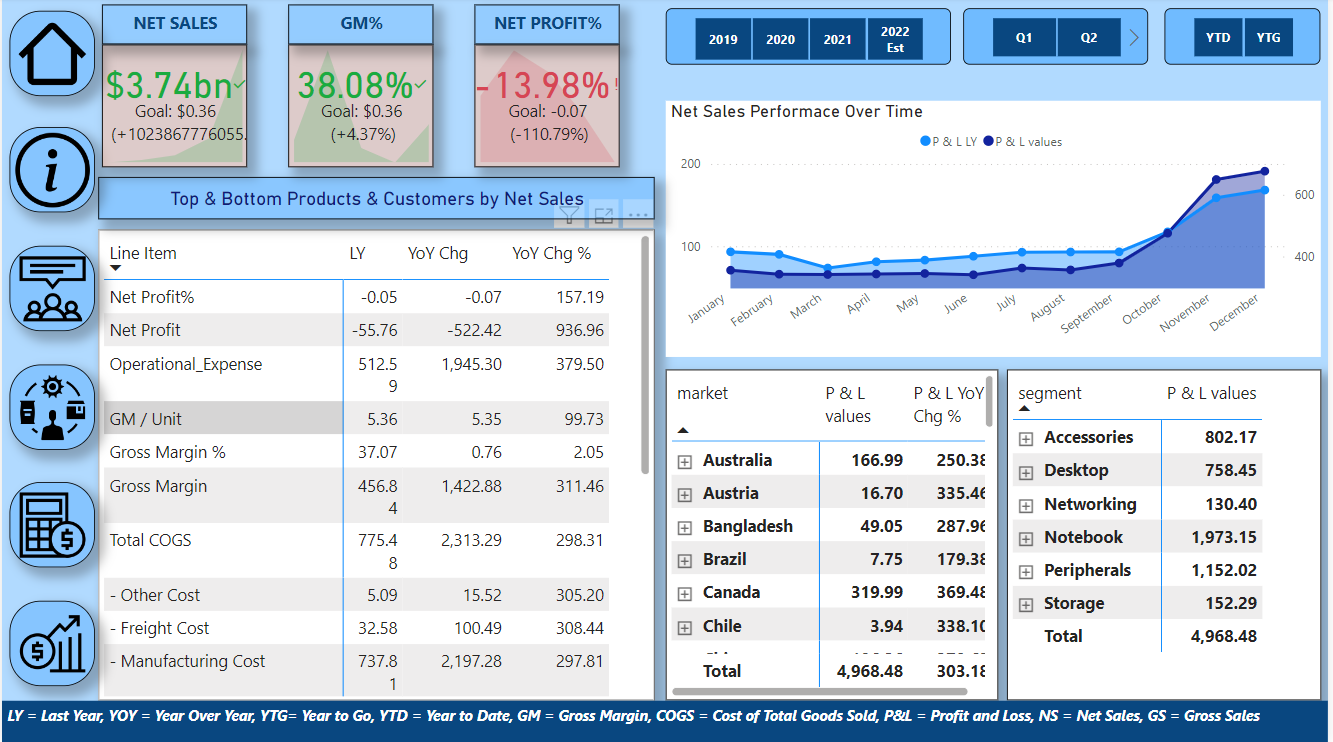 NET SALES
$3.74bn
Goal: $0.36
(+1023867776055.
GM%
38.08%
Goal: $0.36
(+4.37%)
NET PROFIT%
-13.98%!
Goal: -0.07
(-110.79%)
2019 2020 2021 2022 Est
Q1 Q2
YTD YTG
Top & Bottom Products & Customers by Net Sales
Line Item LY YoY Chg YoY Chg %
Net Profit% -0.05 -0.07 157.19
Net Profit -55.76 -522.42 936.96
Operational_Expense 512.59 1,945.30 379.50
GM / Unit 5.36 5.35 99.73
Gross Margin % 37.07 0.76 2.05
Gross Margin 456.84 1,422.88 311.46
Total COGS 775.48 2,313.29 298.31
- Other Cost 5.09 15.52 305.20
- Freight Cost 32.58 100.49 308.44
- Manufacturing Cost 737.81 2,197.28 297.81
Net Sales Performace Over Time
P & L LY P & L values
200
100
600
400
January February March April May June July August September October November December
market P & L values P & L YoY Chg %
Australia 166.99 250.38
Austria 16.70 335.46
Bangladesh 49.05 287.96
Brazil 7.75 179.38
Canada 319.99 369.48
Chile 3.94 338.10
Total 4,968.48 303.18
segment P & L values
Accessories 802.17
Desktop 758.45
Networking 130.40
Notebook 1,973.15
Peripherals 1,152.02
Storage 152.29
Total 4,968.48
LY = Last Year, YOY = Year Over Year, YTG= Year to Go, YTD = Year to Date, GM = Gross Margin, COGS = Cost of Total Goods Sold, P&L = Profit and Loss, NS = Net Sales, GS = Gross Sales